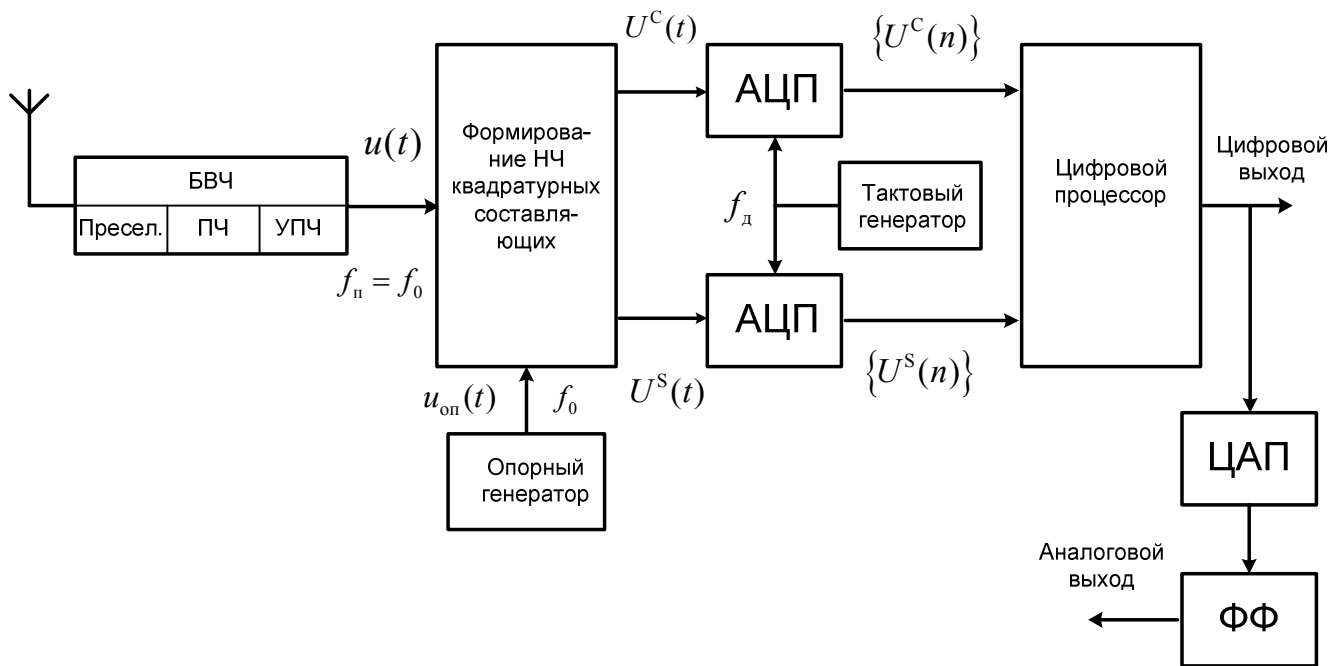 U^C(t)
{U^C(n)}
АЦП
u(t)
Формирова-
ние НЧ
квадратурных
составля-
ющих
Цифровой
процессор
Цифровой
выход
БВЧ
Пресел.
ПЧ
УПЧ
f_д
Тактовый
генератор
f_п = f_0
АЦП
U^S(t)
{U^S(n)}
u_оп(t)
f_0
Опорный
генератор
ЦАП
Аналоговой
выход
ФФ